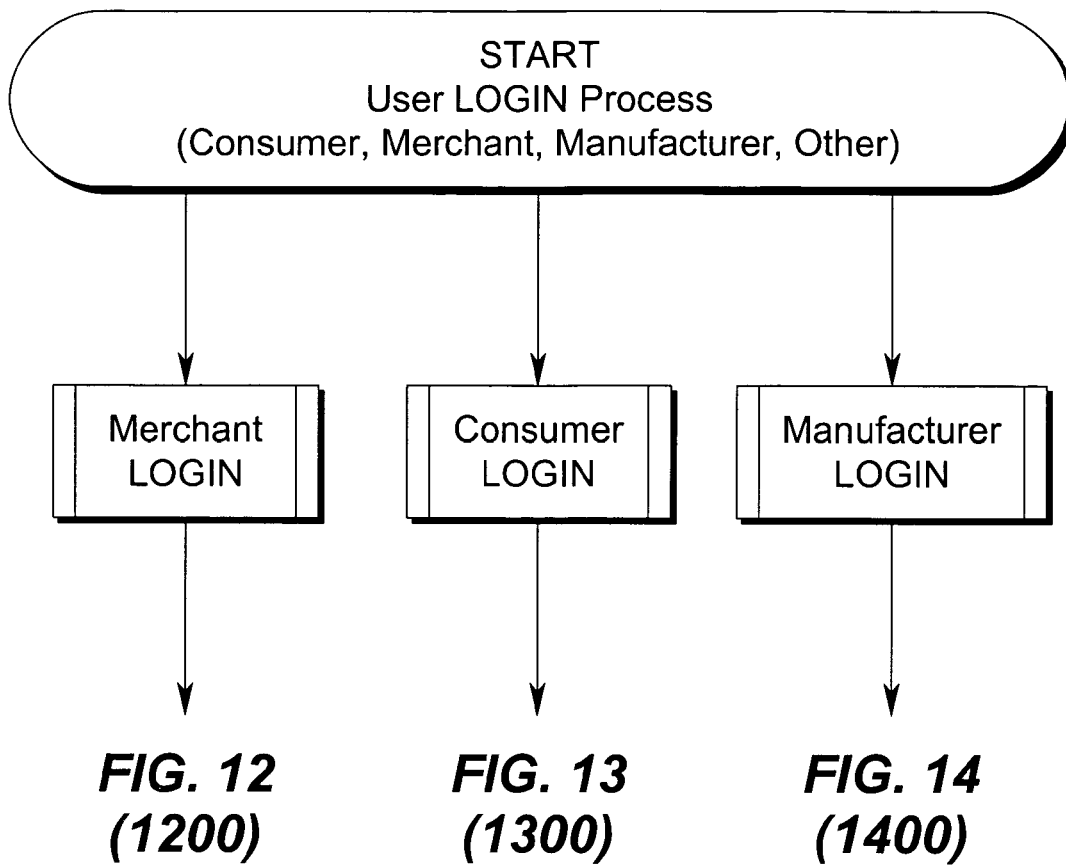 START
User LOGIN Process
(Consumer, Merchant, Manufacturer, Other)
Merchant
LOGIN
Consumer
LOGIN
Manufacturer
LOGIN
FIG. 12
(1200)
FIG. 13
(1300)
FIG. 14
(1400)